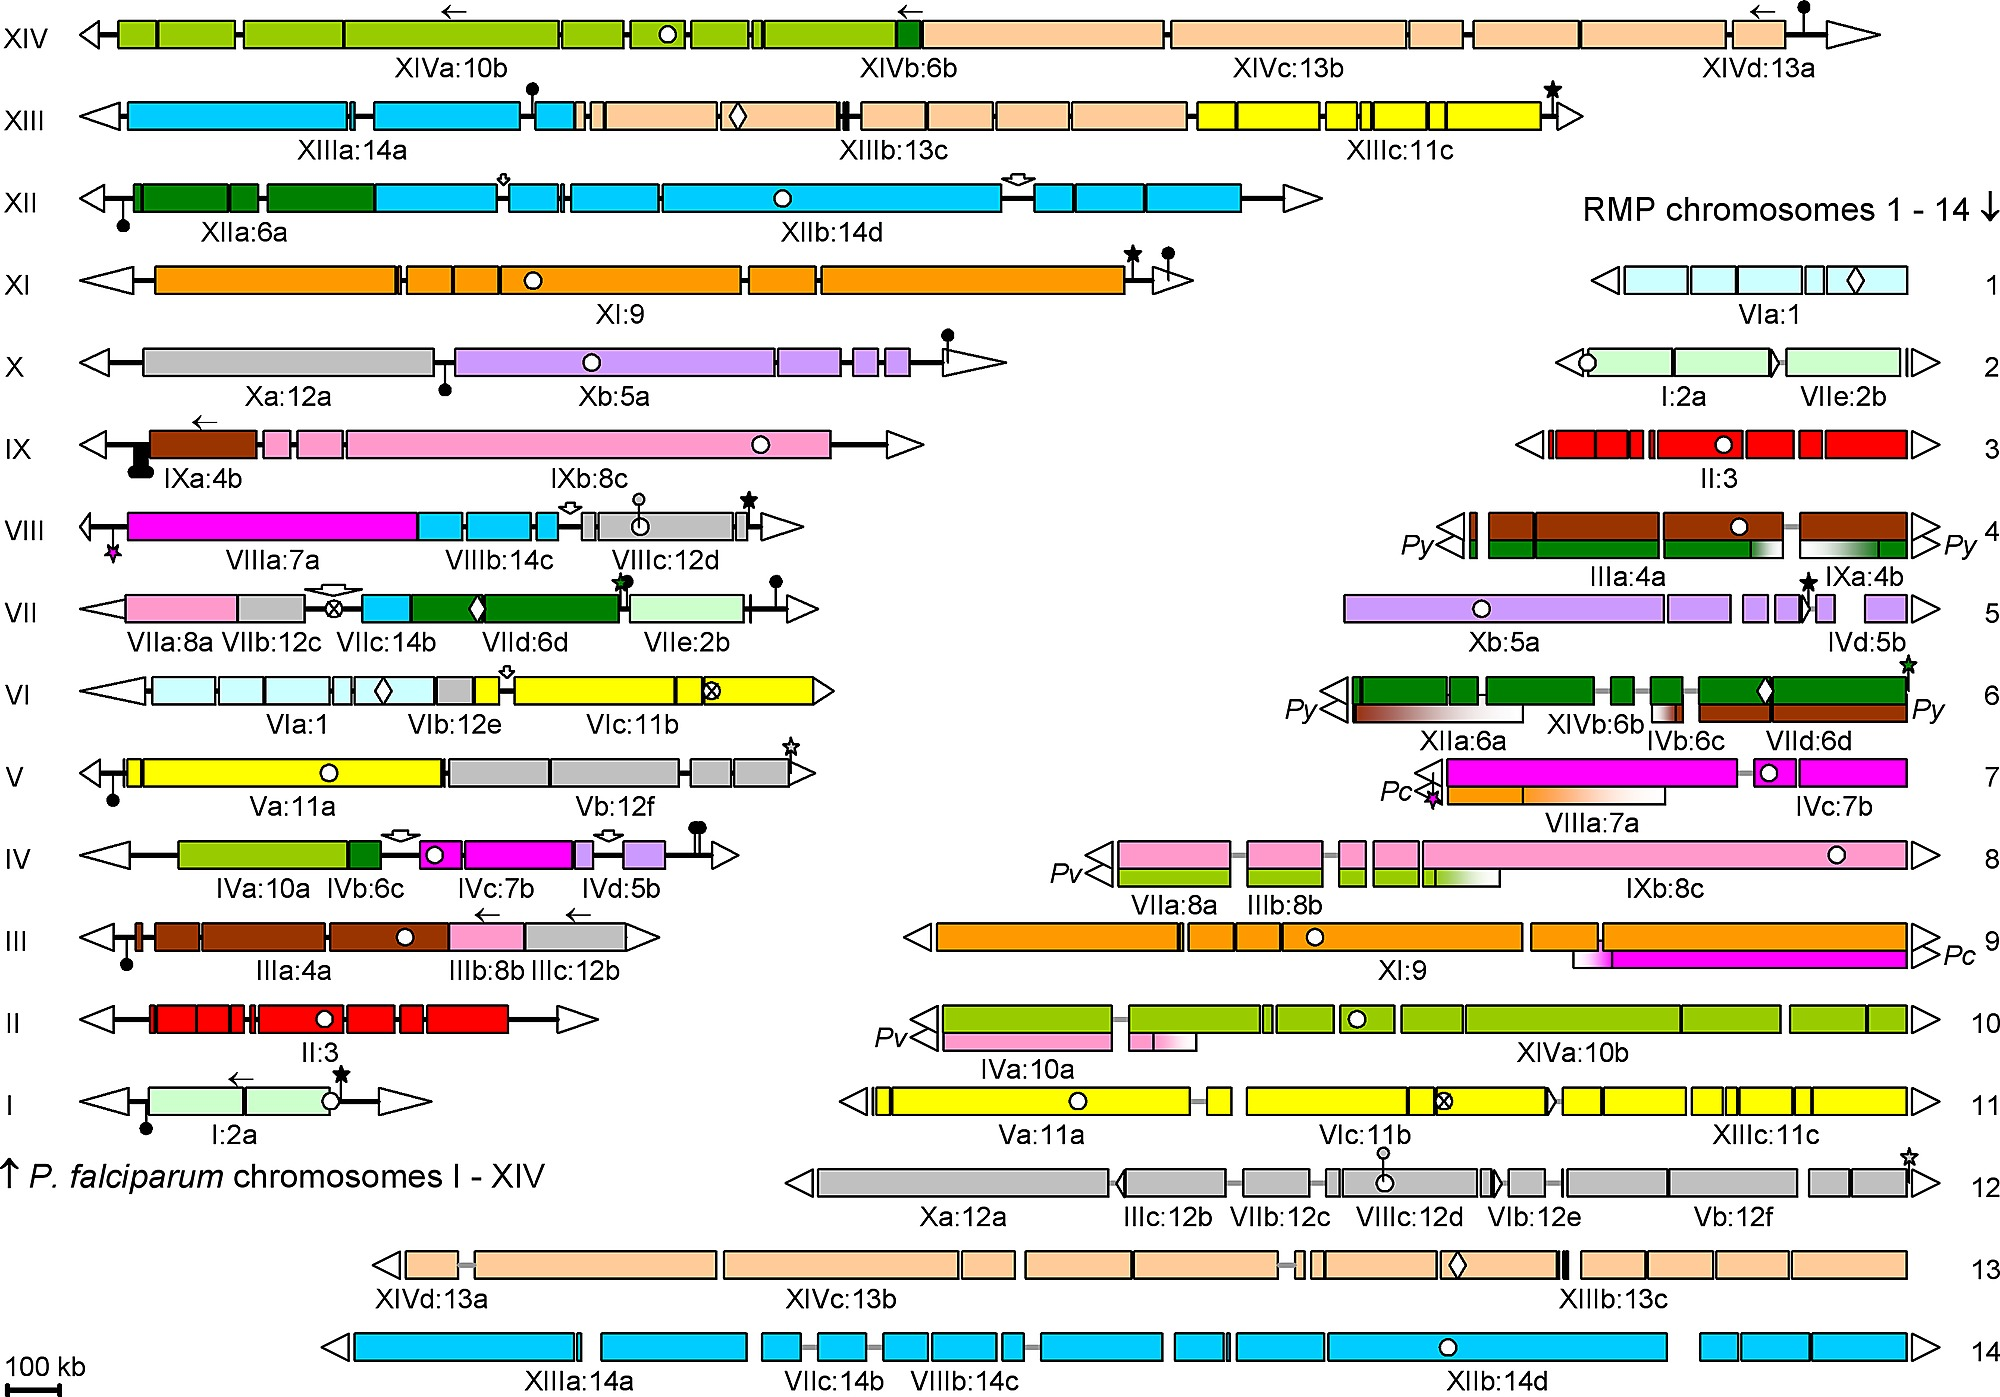 XIV
XIVa:10b XIVb:6b XIVc:13b XIVd:13a
XIII
XIIIa:14a XIIIb:13c XIIIc:11c
XII
XIIa:6a XIIb:14d
RMP chromosomes 1 - 14 ↓
XI
XI:9
1
VIa:1
X
Xa:12a Xb:5a
2
I:2a VIIe:2b
IX
IXa:4b IXb:8c
3
II:3
VIII
VIIIa:7a VIIIb:14c VIIIc:12d
4
Py Py
IIIa:4a IXa:4b
VII
VIIa:8a VIIb:12c VIIc:14b VIId:6d VIIe:2b
5
Xb:5a IVd:5b
VI
VIa:1 VIb:12e VIc:11b
6
Py Py
XIIa:6a XIVb:6b IVb:6c VIId:6d
V
Va:11a Vb:12f
7
Pc
VIIIa:7a IVc:7b
IV
IVa:10a IVb:6c IVc:7b IVd:5b
8
Pv
VIIa:8a IIIb:8b IXb:8c
III
IIIa:4a IIIb:8b IIIc:12b
9
Pc
XI:9
II
II:3
10
Pv
IVa:10a XIVa:10b
I
I:2a
11
Va:11a VIc:11b XIIIc:11c
↑ P. falciparum chromosomes I - XIV
12
Xa:12a IIIc:12b VIIb:12c VIIIc:12d VIb:12e Vb:12f
13
XIVd:13a XIVc:13b XIIIb:13c
14
XIIIa:14a VIIc:14b VIIIb:14c XIIb:14d
100 kb